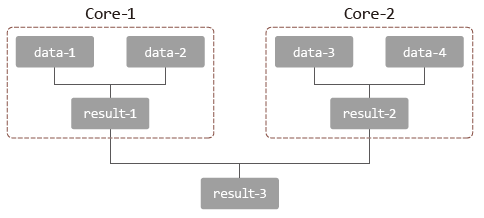 Core-1 Core-2
data-1 data-2 data-3 data-4
result-1 result-2
result-3